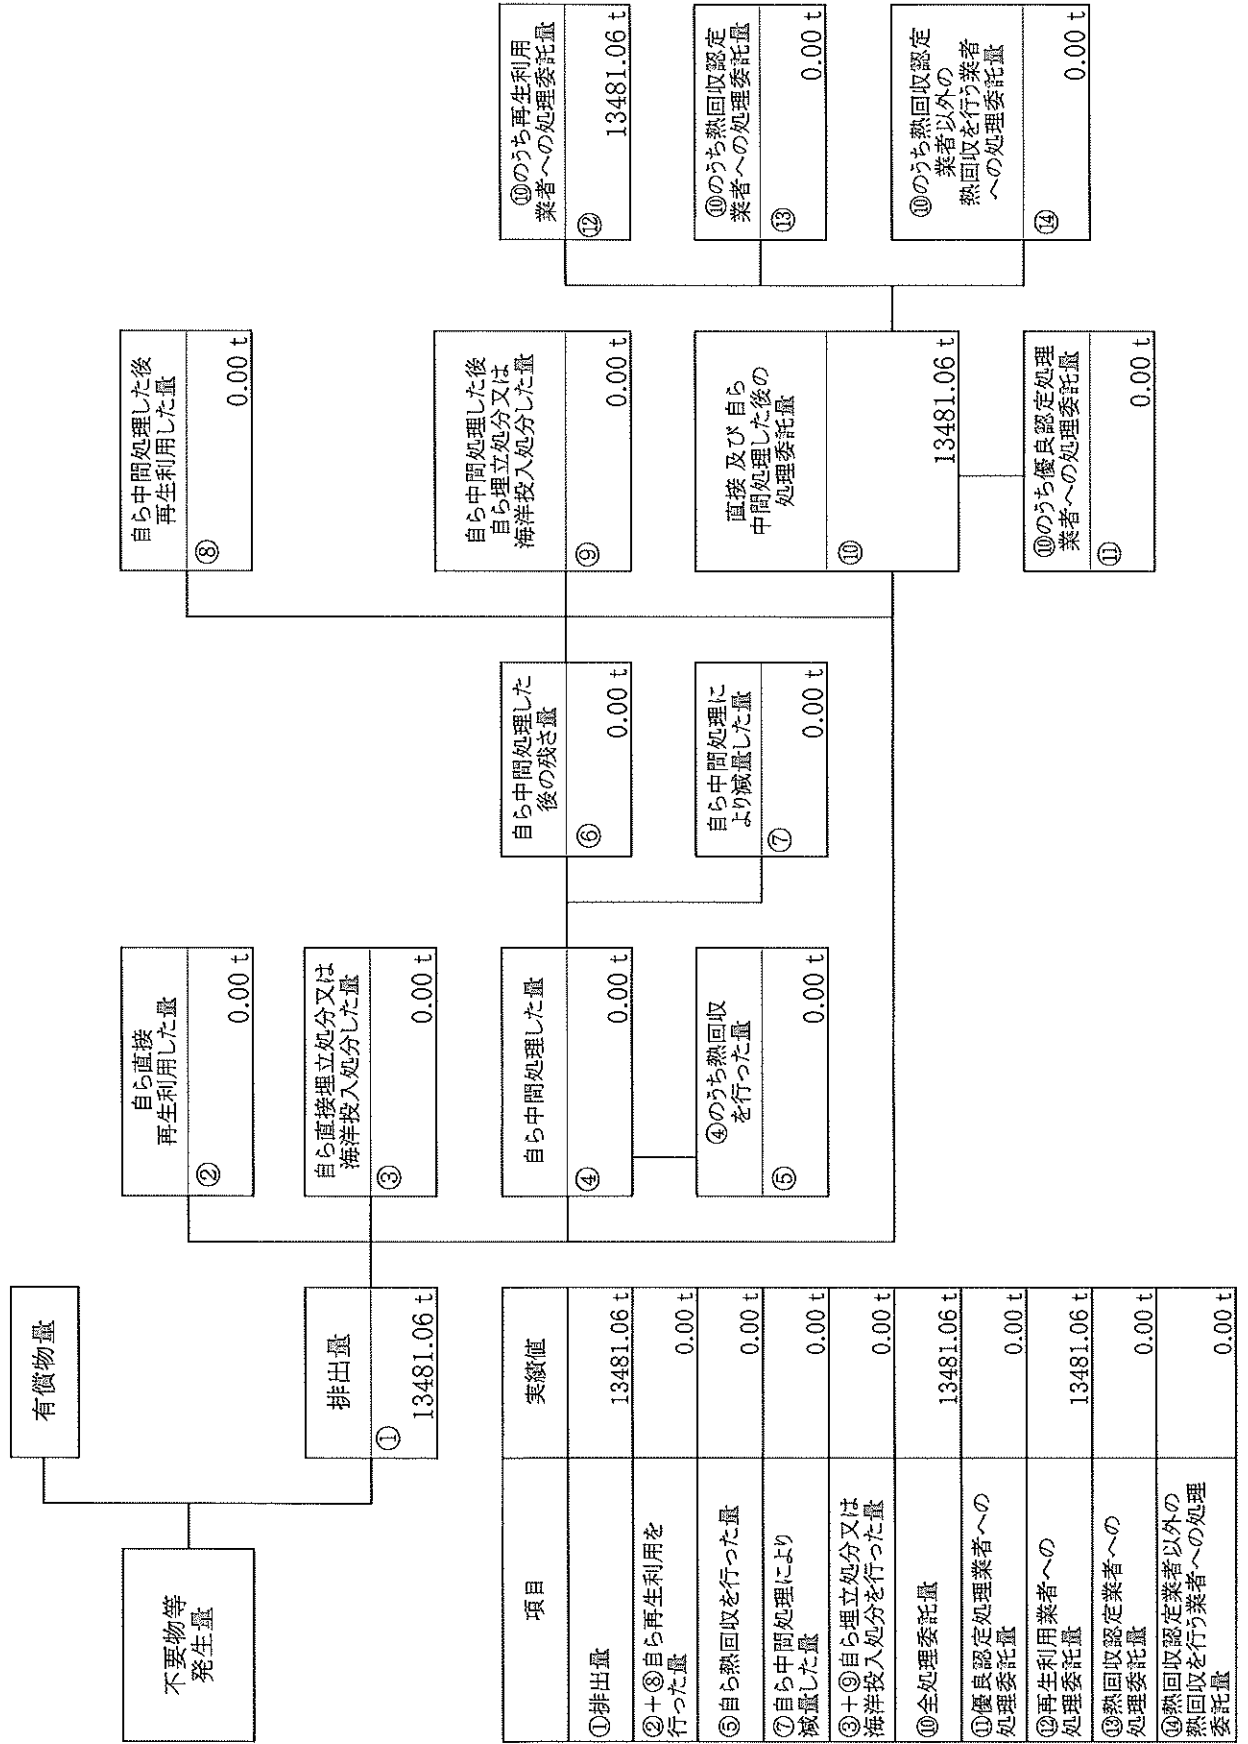 不要物等
発生量
有償物量
排出量
①
13481.06 t
自ら直接
再生利用した量
②
0.00 t
自ら直接埋立処分又は
海洋投入処分した量
③
0.00 t
自ら中間処理した量
④
0.00 t
④のうち熱回収
を行った量
⑤
0.00 t
自ら中間処理した
後の残さ量
⑥
0.00 t
自ら中間処理に
より減量した量
⑦
0.00 t
自ら中間処理した後
再生利用した量
⑧
0.00 t
自ら中間処理した後
自ら埋立処分又は
海洋投入処分した量
⑨
0.00 t
直接 及び 自ら
中間処理した後の
処理委託量
⑩
13481.06 t
⑩のうち優良認定処理
業者への処理委託量
⑪
0.00 t
⑩のうち再生利用
業者への処理委託量
⑫
13481.06 t
⑩のうち熱回収認定
業者への処理委託量
⑬
0.00 t
⑩のうち熱回収認定
業者以外の
熱回収を行う業者
への処理委託量
⑭
0.00 t
項目 実績値
①排出量 13481.06 t
②+⑧自ら再生利用を
行った量 0.00 t
⑤自ら熱回収を行った量 0.00 t
⑦自ら中間処理により
減量した量 0.00 t
③+⑨自ら埋立処分又は
海洋投入処分を行った量 0.00 t
⑩全処理委託量 13481.06 t
⑪優良認定処理業者への
処理委託量 0.00 t
⑫再生利用業者への
処理委託量 13481.06 t
⑬熱回収認定業者への
処理委託量 0.00 t
⑭熱回収認定業者以外の
熱回収を行う業者への処理
委託量 0.00 t